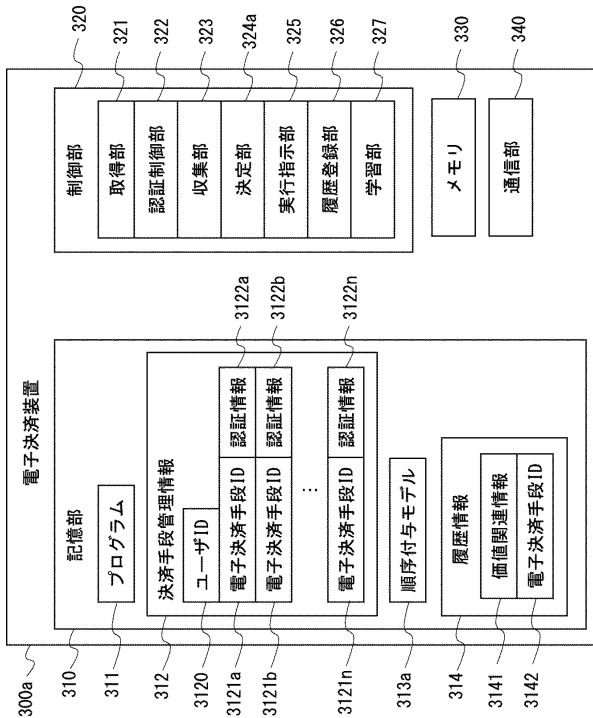 電子決済装置
300a
記憶部
310
プログラム
311
決済手段管理情報
312
ユーザID
3120
電子決済手段ID 認証情報
3121a 3122a
電子決済手段ID 認証情報
3121b 3122b
⋮
電子決済手段ID 認証情報
3121n 3122n
順序付与モデル
313a
履歴情報
314
価値関連情報
3141
電子決済手段ID
3142
制御部
320
取得部
321
認証制御部
322
収集部
323
決定部
324a
実行指示部
325
履歴登録部
326
学習部
327
メモリ
330
通信部
340